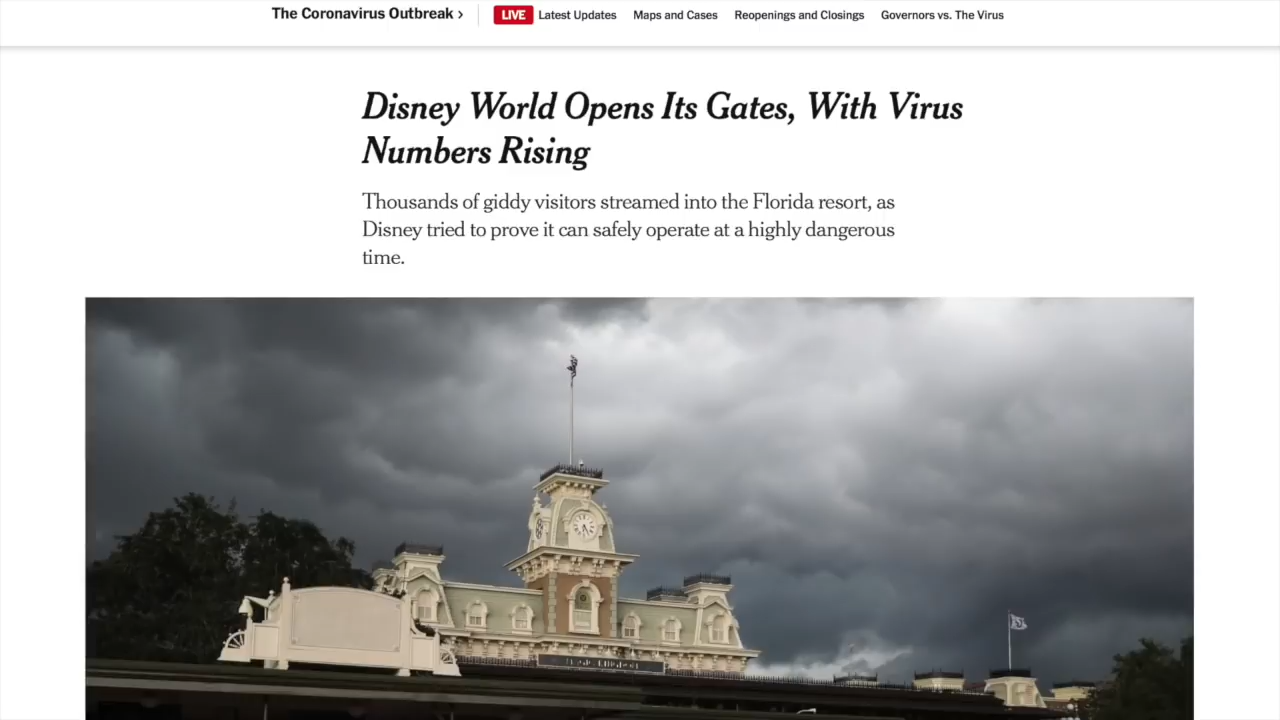 The Coronavirus Outbreak ›
LIVE Latest Updates Maps and Cases Reopenings and Closings Governors vs. The Virus
Disney World Opens Its Gates, With Virus
Numbers Rising
Thousands of giddy visitors streamed into the Florida resort, as
Disney tried to prove it can safely operate at a highly dangerous
time.
MAGIC KINGDOM